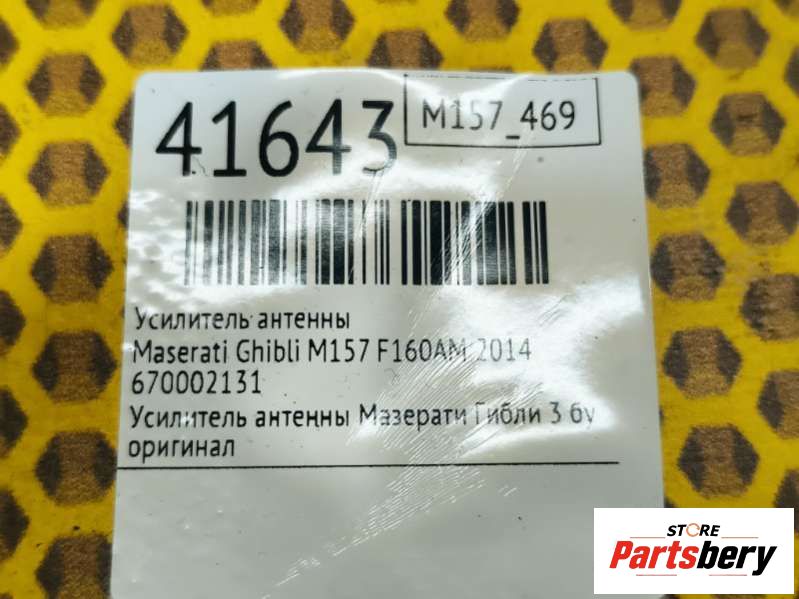 41643
M157_469
Усилитель антенны
Maserati Ghibli M157 F160AM 2014
670002131
Усилитель антенны Мазерати Гибли 3 бу
оригинал
STORE
Partsbery